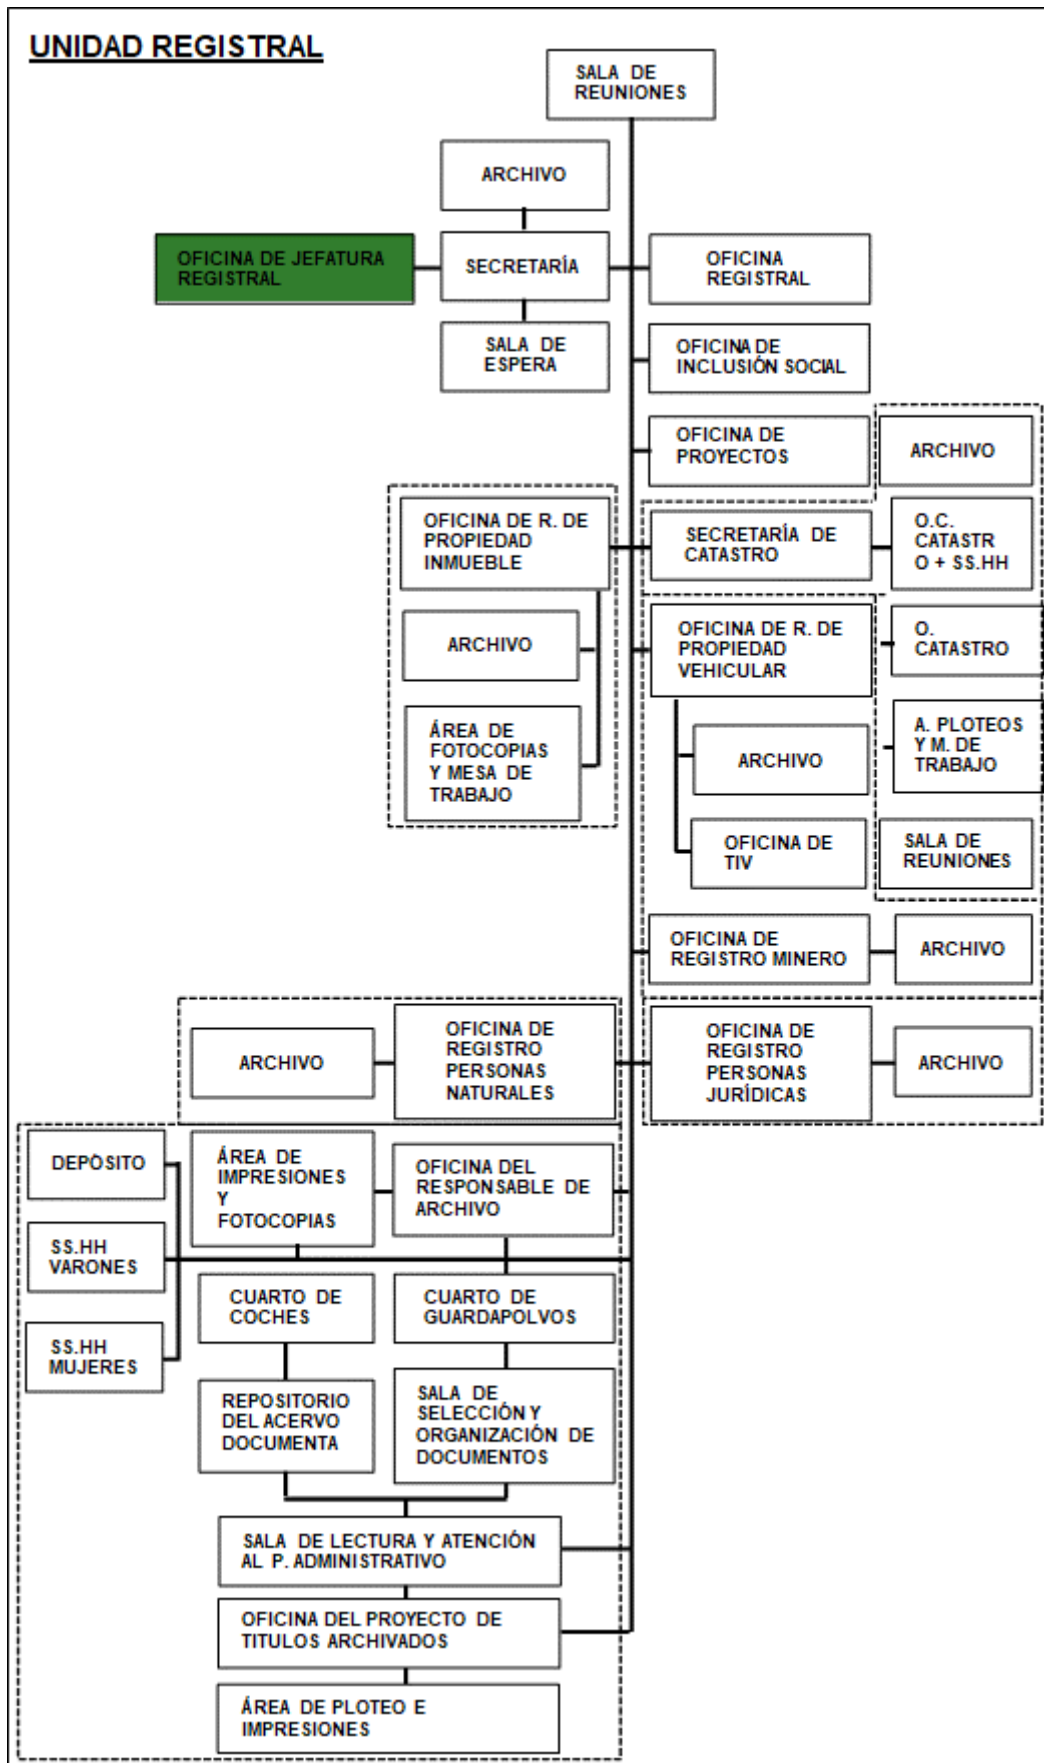 UNIDAD REGISTRAL
SALA DE
REUNIONES
ARCHIVO
OFICINA DE JEFATURA
REGISTRAL
SECRETARÍA
OFICINA
REGISTRAL
SALA DE
ESPERA
OFICINA DE
INCLUSIÓN SOCIAL
OFICINA DE
PROYECTOS
ARCHIVO
OFICINA DE R. DE
PROPIEDAD
INMUEBLE
SECRETARÍA DE
CATASTRO
O.C.
CATASTR
O + SS.HH
ARCHIVO
OFICINA DE R. DE
PROPIEDAD
VEHICULAR
O.
CATASTRO
ÁREA DE
FOTOCOPIAS
Y MESA DE
TRABAJO
ARCHIVO
A. PLOTEOS
Y M. DE
TRABAJO
OFICINA DE
TIV
SALA DE
REUNIONES
OFICINA DE
REGISTRO MINERO
ARCHIVO
ARCHIVO
OFICINA DE
REGISTRO
PERSONAS
NATURALES
OFICINA DE
REGISTRO
PERSONAS
JURÍDICAS
ARCHIVO
DEPÓSITO
ÁREA DE
IMPRESIONES
Y
FOTOCOPIAS
OFICINA DEL
RESPONSABLE DE
ARCHIVO
SS.HH
VARONES
CUARTO DE
COCHES
CUARTO DE
GUARDAPOLVOS
SS.HH
MUJERES
REPOSITORIO
DEL ACERVO
DOCUMENTA
SALA DE
SELECCIÓN Y
ORGANIZACIÓN DE
DOCUMENTOS
SALA DE LECTURA Y ATENCIÓN
AL P. ADMINISTRATIVO
OFICINA DEL PROYECTO DE
TITULOS ARCHIVADOS
ÁREA DE PLOTEO E
IMPRESIONES